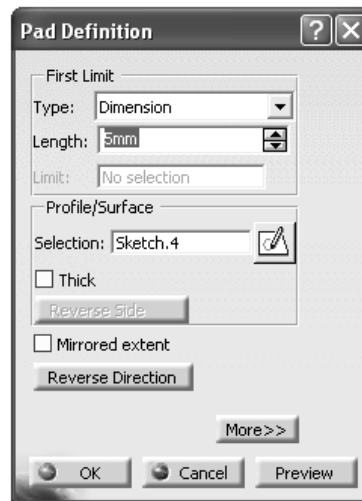 Pad Definition ? X
First Limit
Type: Dimension
Length: 5mm
Limit: No selection
Profile/Surface
Selection: Sketch.4
Thick
Reverse Side
Mirrored extent
Reverse Direction
More>>
OK Cancel Preview